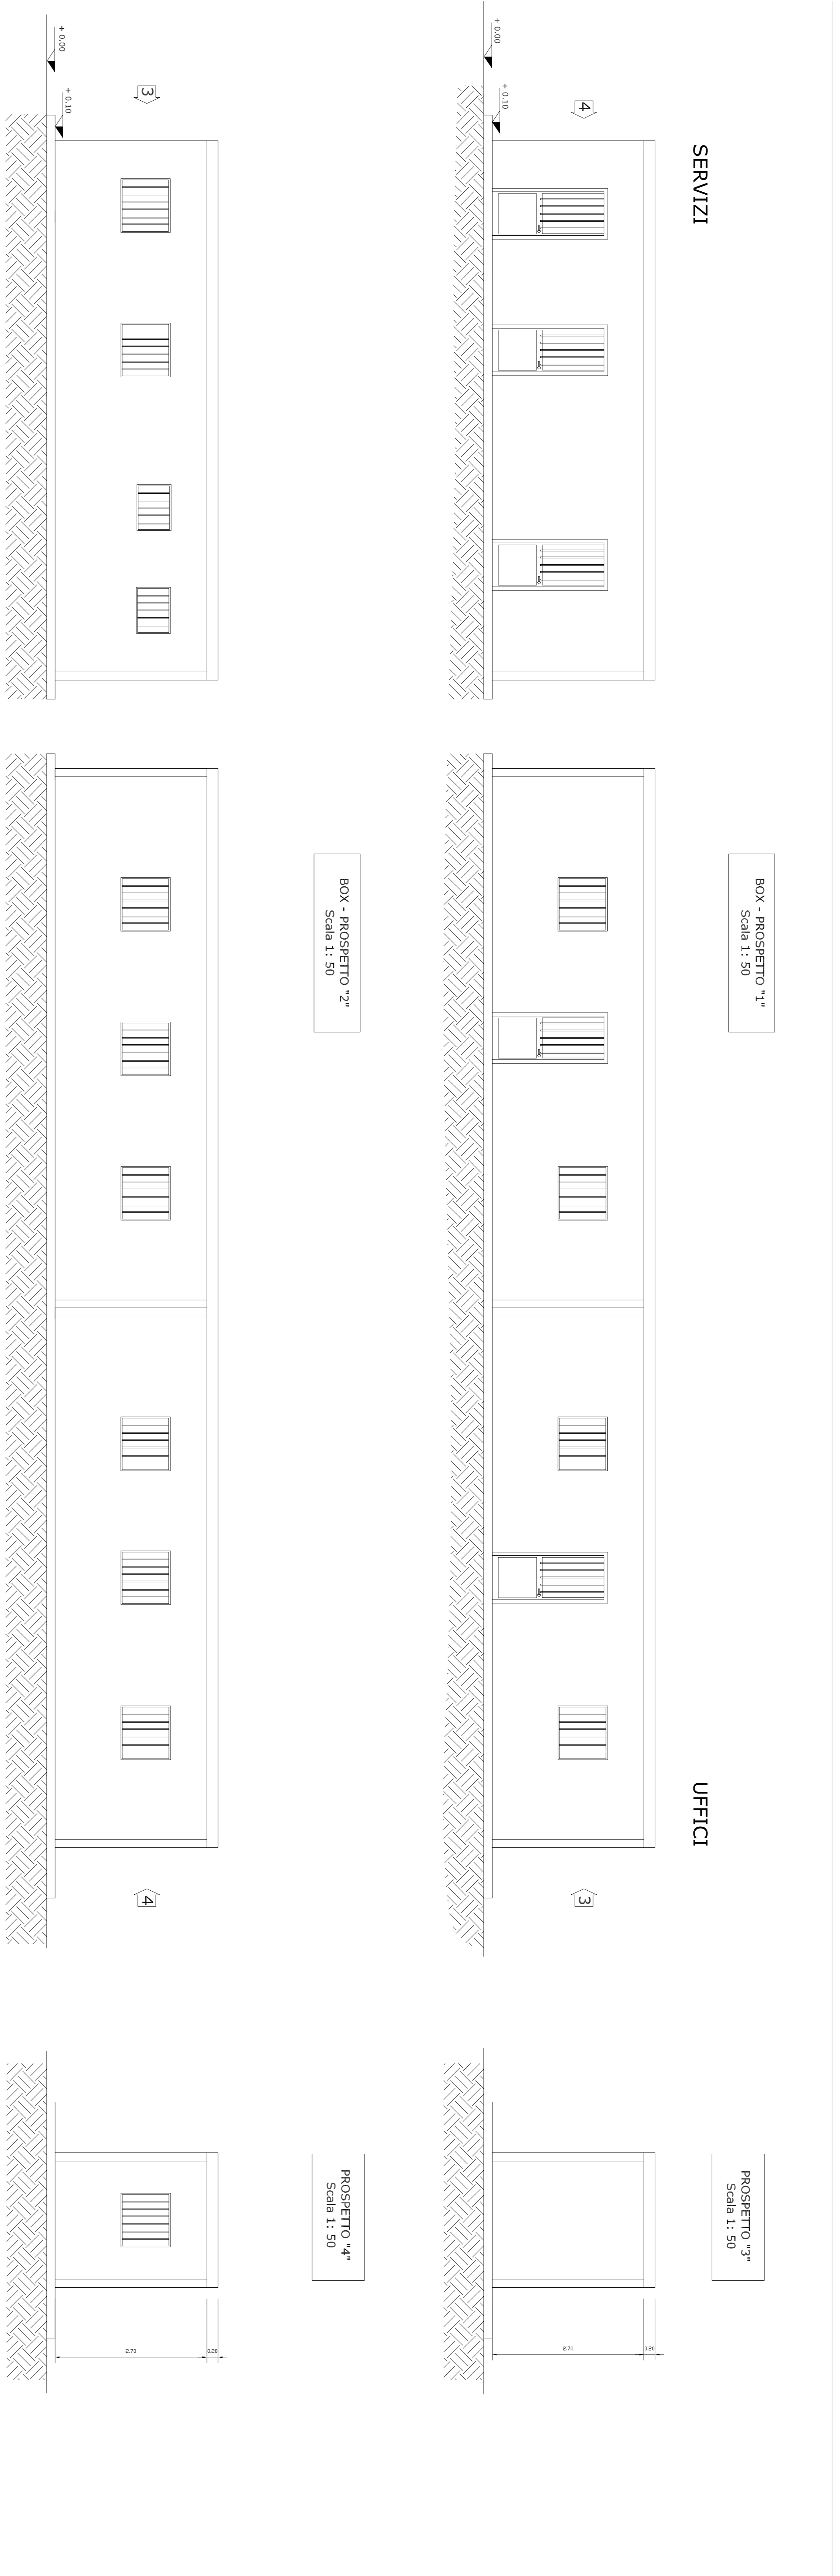 SERVIZI
UFFICI
BOX - PROSPETTO "1"
Scala 1: 50
PROSPETTO "3"
Scala 1: 50
+ 0.00
+ 0.10
4
3
2.70
0.20
BOX - PROSPETTO "2"
Scala 1: 50
PROSPETTO "4"
Scala 1: 50
+ 0.00
+ 0.10
3
4
2.70
0.20